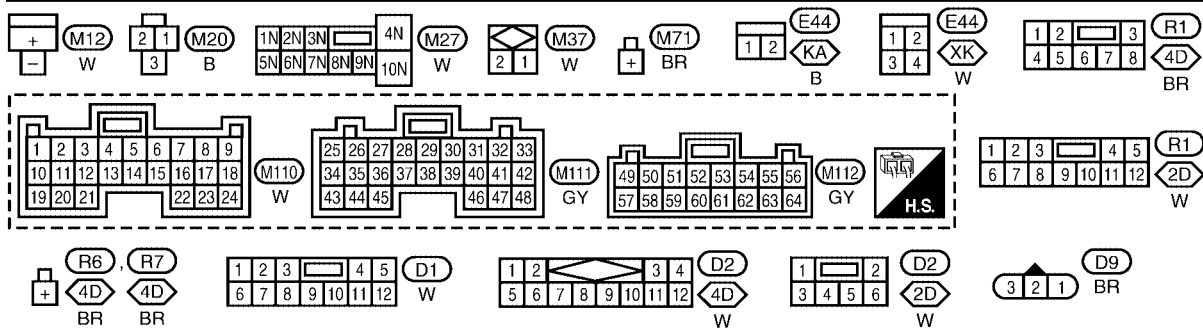 + - M12 W
2 1 3 M20 B
1N 2N 3N 4N 5N 6N 7N 8N 9N 10N M27 W
2 1 M37 W
+ M71 BR
1 2 E44 KA B
1 2 3 4 E44 XK W
1 2 3 4 5 6 7 8 R1 4D BR
1 2 3 4 5 6 7 8 9
10 11 12 13 14 15 16 17 18
19 20 21 22 23 24
M110 W
25 26 27 28 29 30 31 32 33
34 35 36 37 38 39 40 41 42
43 44 45 46 47 48
M111 GY
49 50 51 52 53 54 55 56
57 58 59 60 61 62 63 64
M112 GY
H.S.
1 2 3 4 5
6 7 8 9 10 11 12
R1 2D W
+ R6 , R7
4D 4D
BR BR
1 2 3 4 5
6 7 8 9 10 11 12
D1 W
1 2 3 4
5 6 7 8 9 10 11 12
D2 4D W
1 2
3 4 5 6
D2 2D W
3 2 1 D9 BR